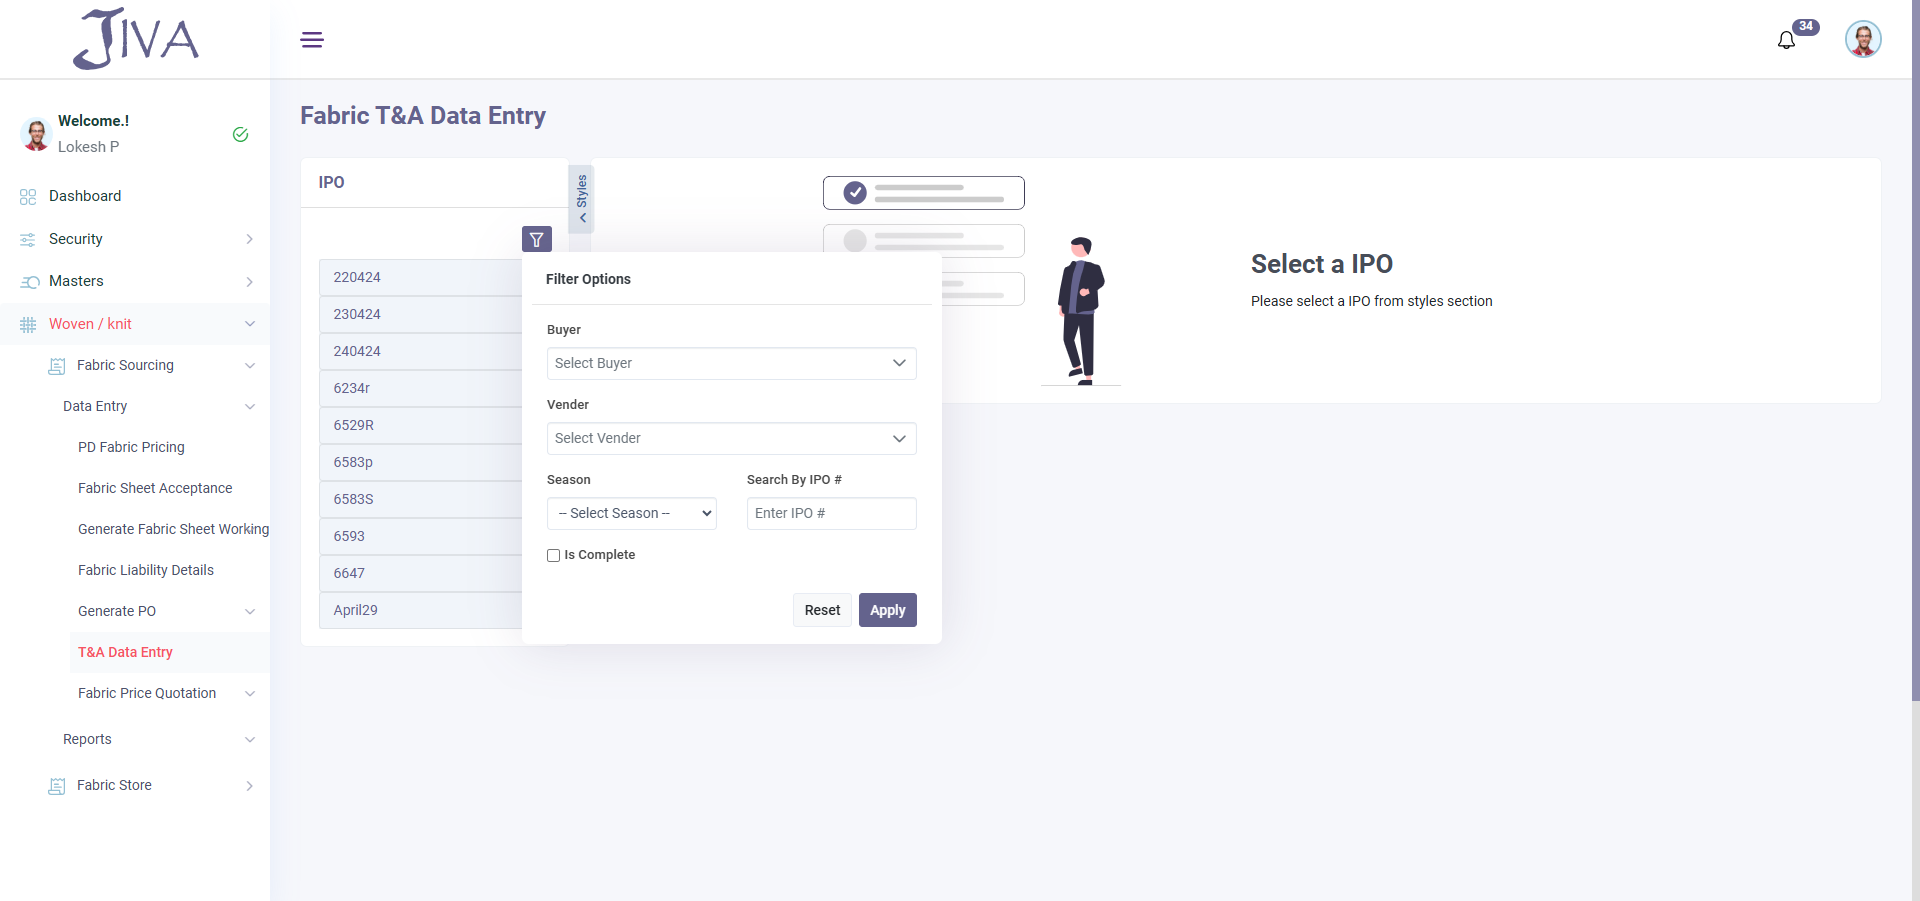 JIVA
34
Welcome.!
Lokesh P
Dashboard
Security
Masters
Woven / knit
Fabric Sourcing
Data Entry
PD Fabric Pricing
Fabric Sheet Acceptance
Generate Fabric Sheet Working
Fabric Liability Details
Generate PO
T&A Data Entry
Fabric Price Quotation
Reports
Fabric Store
Fabric T&A Data Entry
IPO
Styles
220424
230424
240424
6234r
6529R
6583p
6583S
6593
6647
April29
Filter Options
Buyer
Select Buyer
Vender
Select Vender
Season
Search By IPO #
-- Select Season --
Enter IPO #
Is Complete
Reset
Apply
Select a IPO
Please select a IPO from styles section